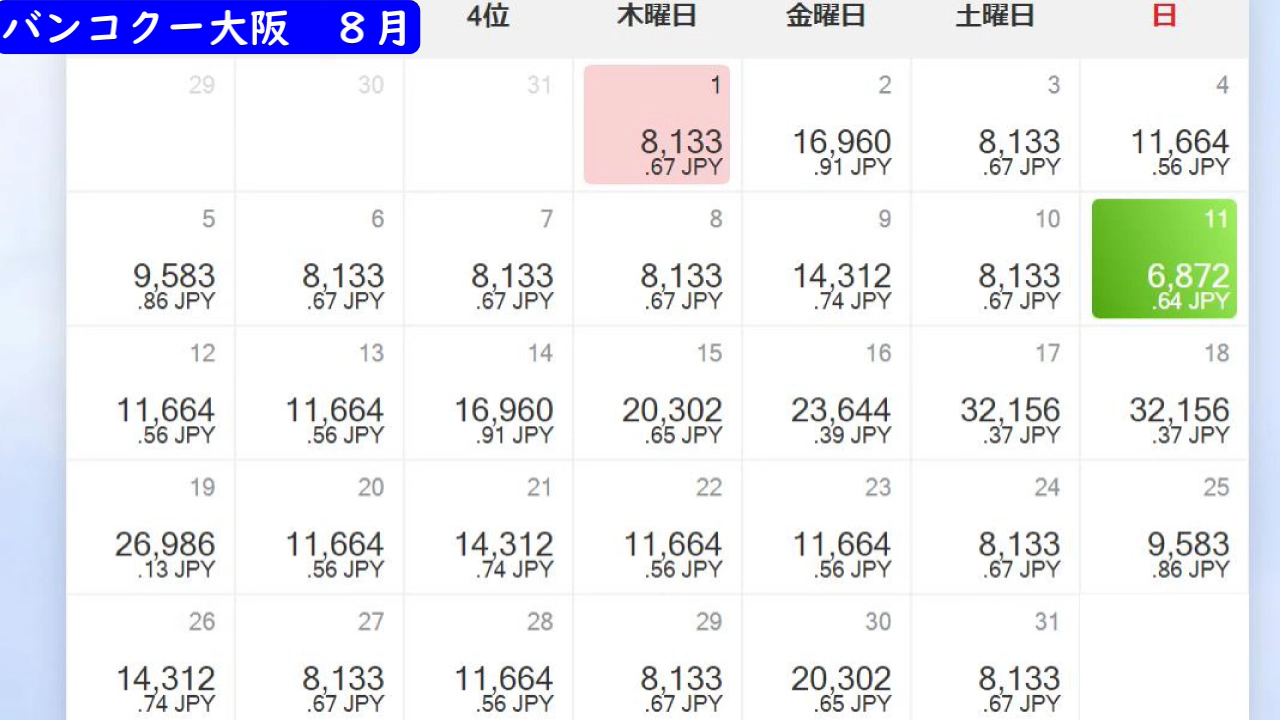 バンコクー大阪　８月
4位 木曜日 金曜日 土曜日 日
29 30 31 1 2 3 4
8,133 16,960 8,133 11,664
.67 JPY .91 JPY .67 JPY .56 JPY
5 6 7 8 9 10 11
9,583 8,133 8,133 8,133 14,312 8,133 6,872
.86 JPY .67 JPY .67 JPY .67 JPY .74 JPY .67 JPY .64 JPY
12 13 14 15 16 17 18
11,664 11,664 16,960 20,302 23,644 32,156 32,156
.56 JPY .56 JPY .91 JPY .65 JPY .39 JPY .37 JPY .37 JPY
19 20 21 22 23 24 25
26,986 11,664 14,312 11,664 11,664 8,133 9,583
.13 JPY .56 JPY .74 JPY .56 JPY .56 JPY .67 JPY .86 JPY
26 27 28 29 30 31
14,312 8,133 11,664 8,133 20,302 8,133
.74 JPY .67 JPY .56 JPY .67 JPY .65 JPY .67 JPY